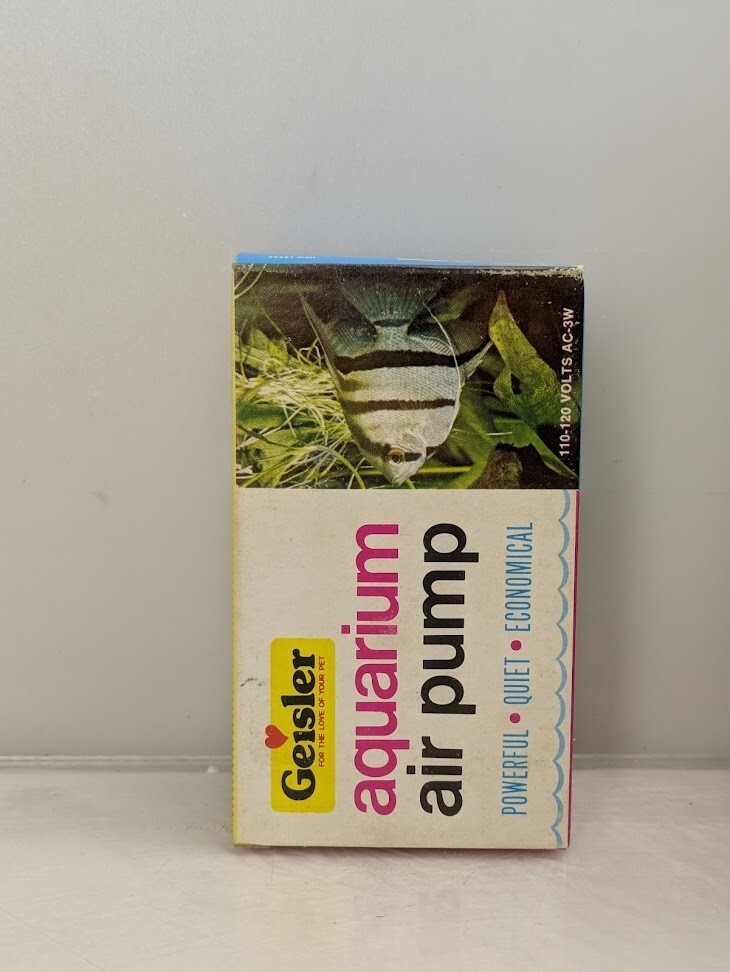 Geisler
FOR THE LOVE OF YOUR PET
aquarium
air pump
POWERFUL • QUIET • ECONOMICAL
110-120 VOLTS AC-3W